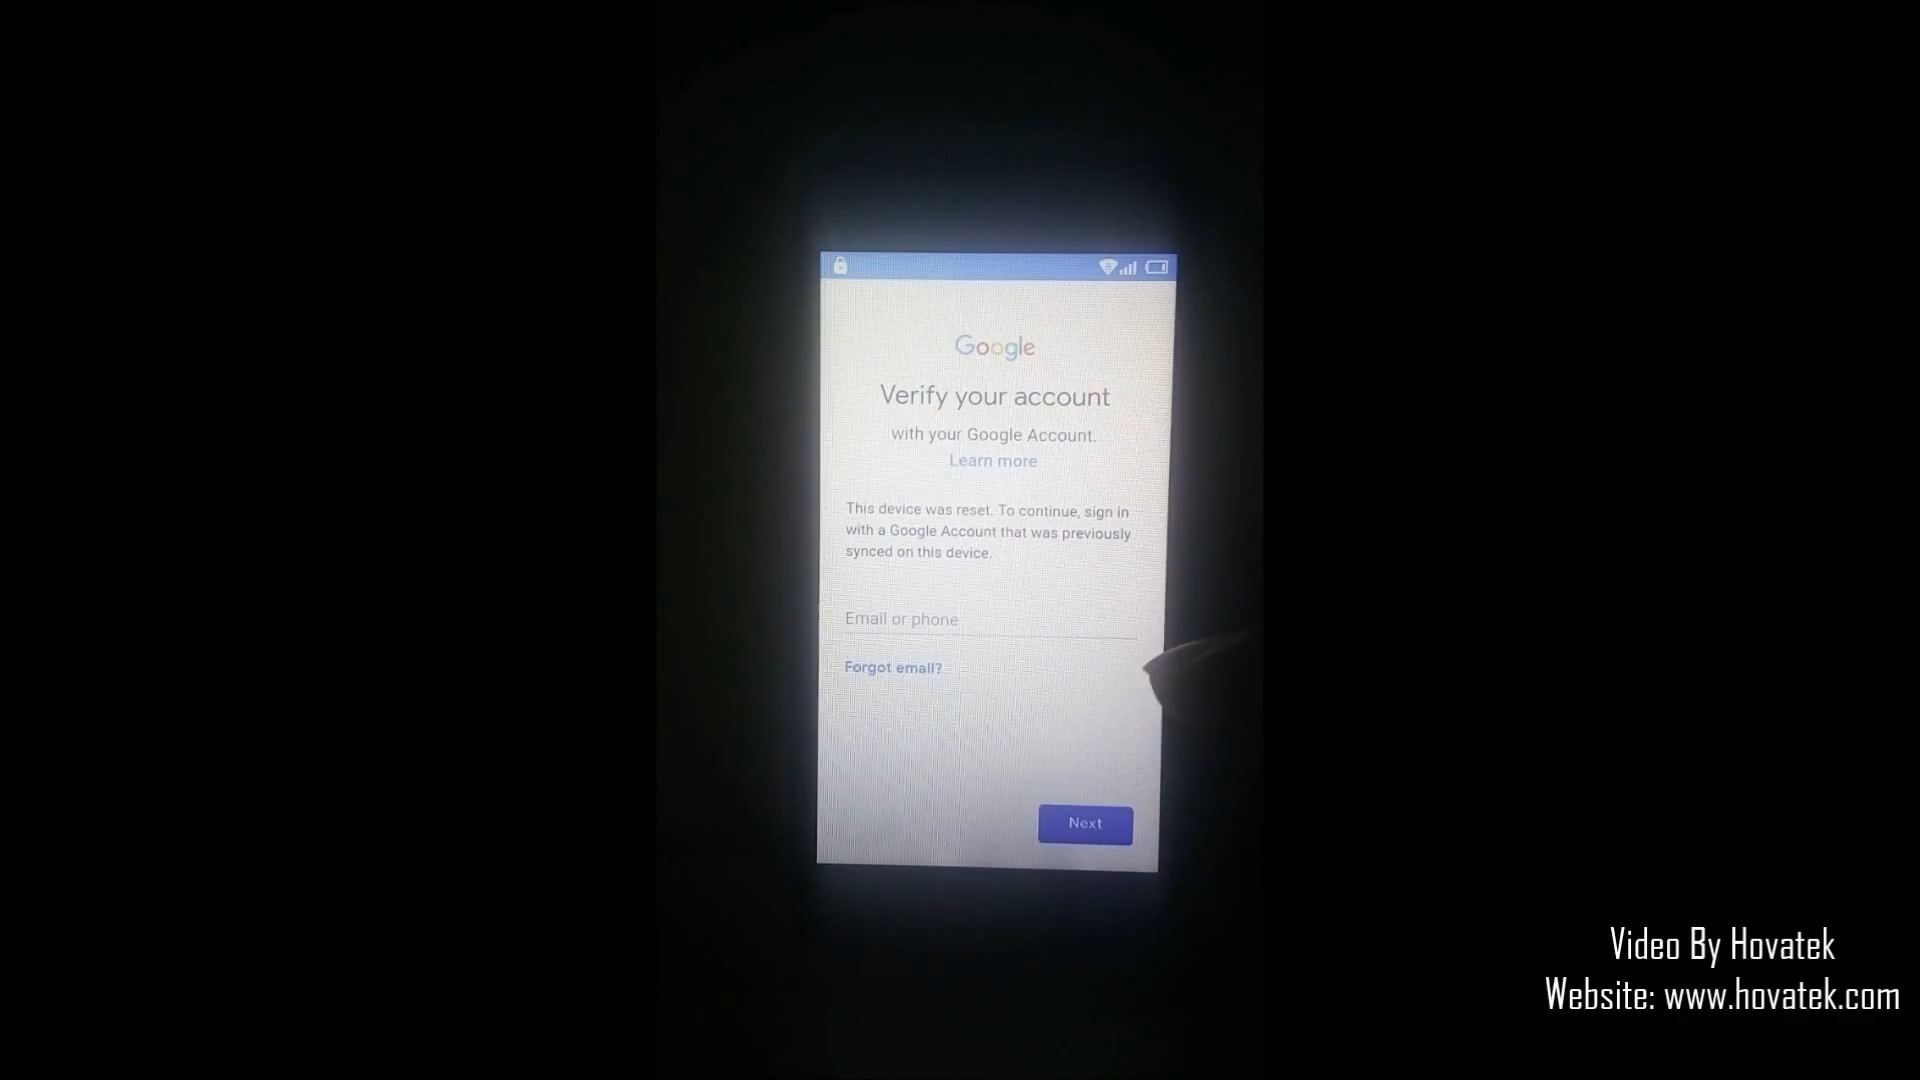 Google
Verify your account
with your Google Account.
Learn more
This device was reset. To continue, sign in
with a Google Account that was previously
synced on this device.
Email or phone
Forgot email?
Next
Video By Hovatek
Website: www.hovatek.com